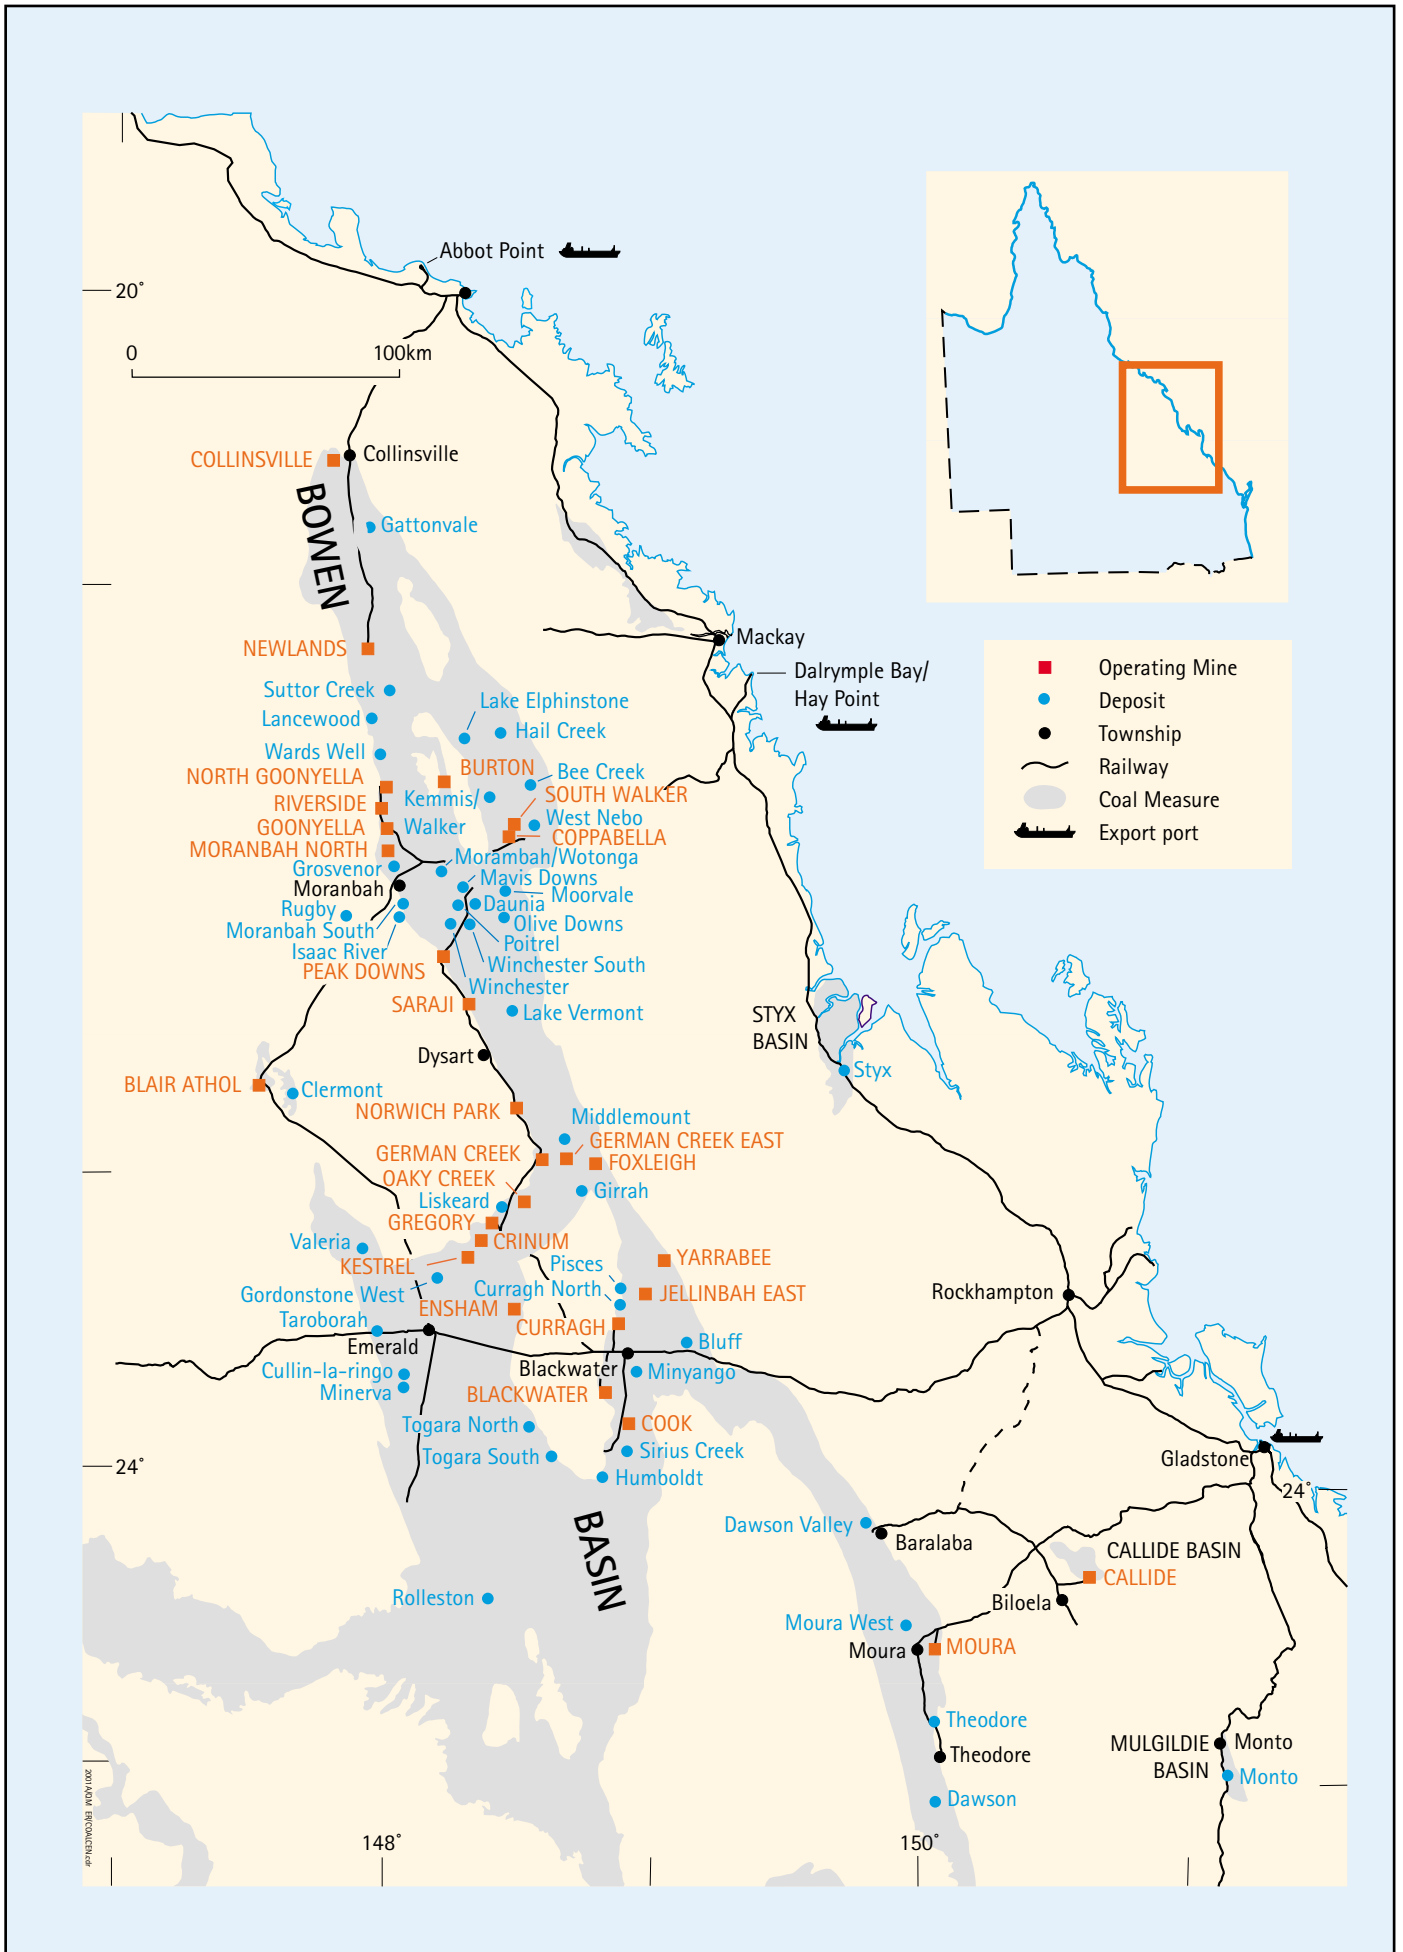 Abbot Point
20°
0 100km
COLLINSVILLE
Collinsville
BOWEN
Gattonvale
Mackay
NEWLANDS
Dalrymple Bay/
Hay Point
Operating Mine
Deposit
Township
Railway
Coal Measure
Export port
Suttor Creek
Lake Elphinstone
Lancewood
Hail Creek
Wards Well
BURTON
Bee Creek
NORTH GOONYELLA
Kemmis/
SOUTH WALKER
RIVERSIDE
West Nebo
GOONYELLA
Walker
COPPABELLA
MORANBAH NORTH
Morambah/Wotonga
Grosvenor
Mavis Downs
Moranbah
Moorvale
Rugby
Daunia
Moranbah South
Olive Downs
Isaac River
Poitrel
PEAK DOWNS
Winchester South
Winchester
SARAJI
Lake Vermont
STYX
BASIN
Dysart
Styx
BLAIR ATHOL
Clermont
NORWICH PARK
Middlemount
GERMAN CREEK EAST
GERMAN CREEK
FOXLEIGH
OAKY CREEK
Liskeard
Girrah
GREGORY
Valeria
CRINUM
KESTREL
Pisces
YARRABEE
Gordonstone West
Curragh North
JELLINBAH EAST
Rockhampton
ENSHAM
Taroborah
CURRAGH
Emerald
Bluff
Cullin-la-ringo
Blackwater
Minyango
Minerva
BLACKWATER
Togara North
COOK
Togara South
Sirius Creek
Gladstone
24°
Humboldt
24°
BASIN
Dawson Valley
Baralaba
CALLIDE BASIN
CALLIDE
Rolleston
Biloela
Moura West
Moura
MOURA
Theodore
Theodore
MULGILDIE
BASIN
Monto
Monto
Dawson
148°
150°